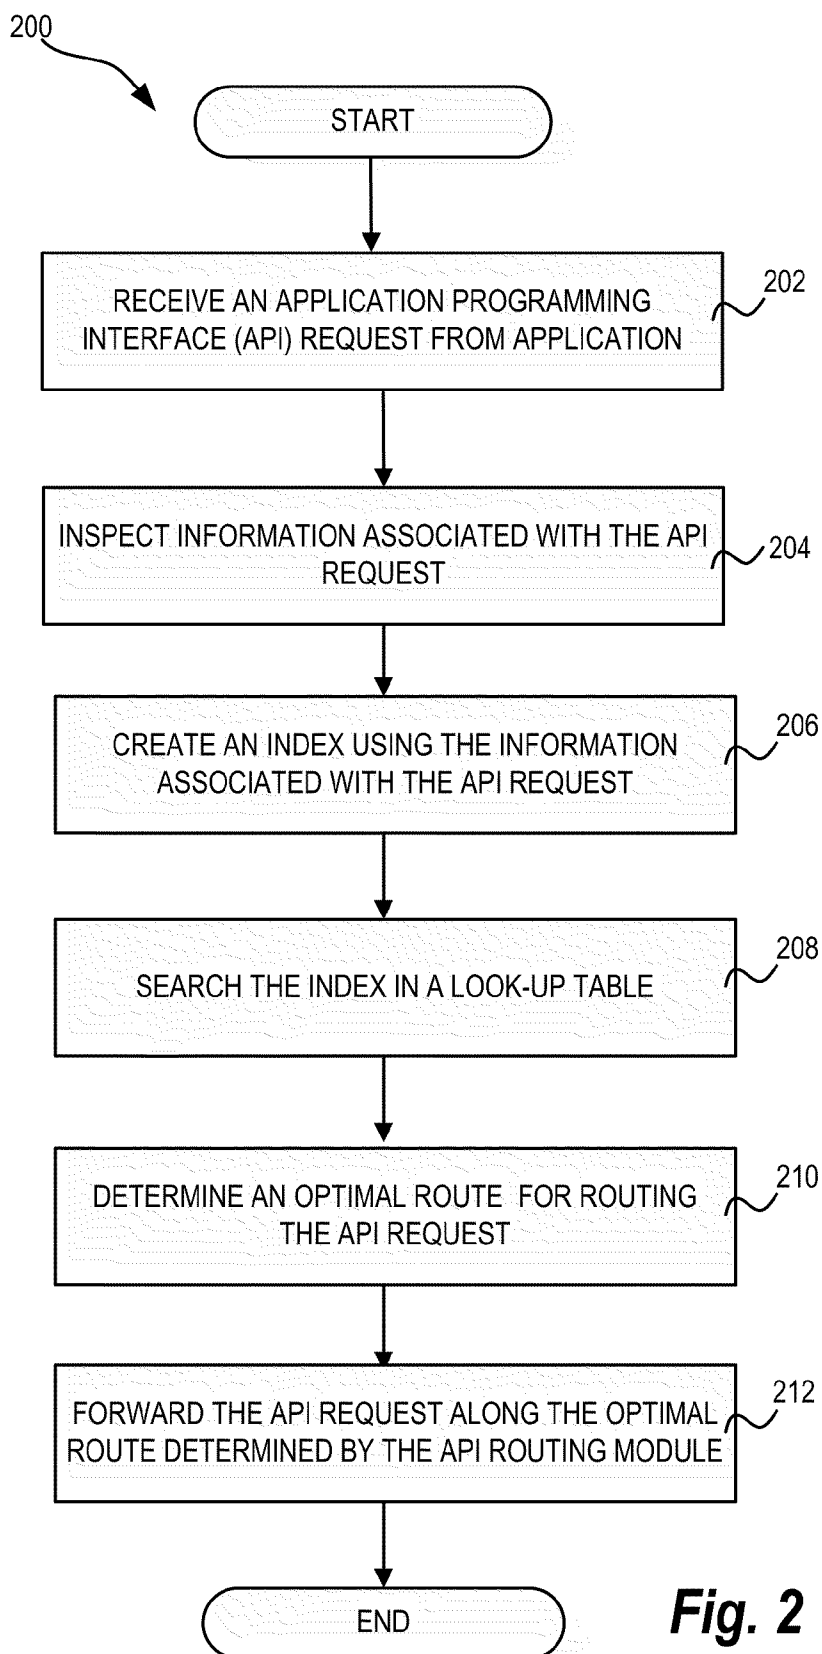 200
START
RECEIVE AN APPLICATION PROGRAMMING
INTERFACE (API) REQUEST FROM APPLICATION
202
INSPECT INFORMATION ASSOCIATED WITH THE API
REQUEST
204
CREATE AN INDEX USING THE INFORMATION
ASSOCIATED WITH THE API REQUEST
206
SEARCH THE INDEX IN A LOOK-UP TABLE
208
DETERMINE AN OPTIMAL ROUTE FOR ROUTING
THE API REQUEST
210
FORWARD THE API REQUEST ALONG THE OPTIMAL
ROUTE DETERMINED BY THE API ROUTING MODULE
212
END
Fig. 2